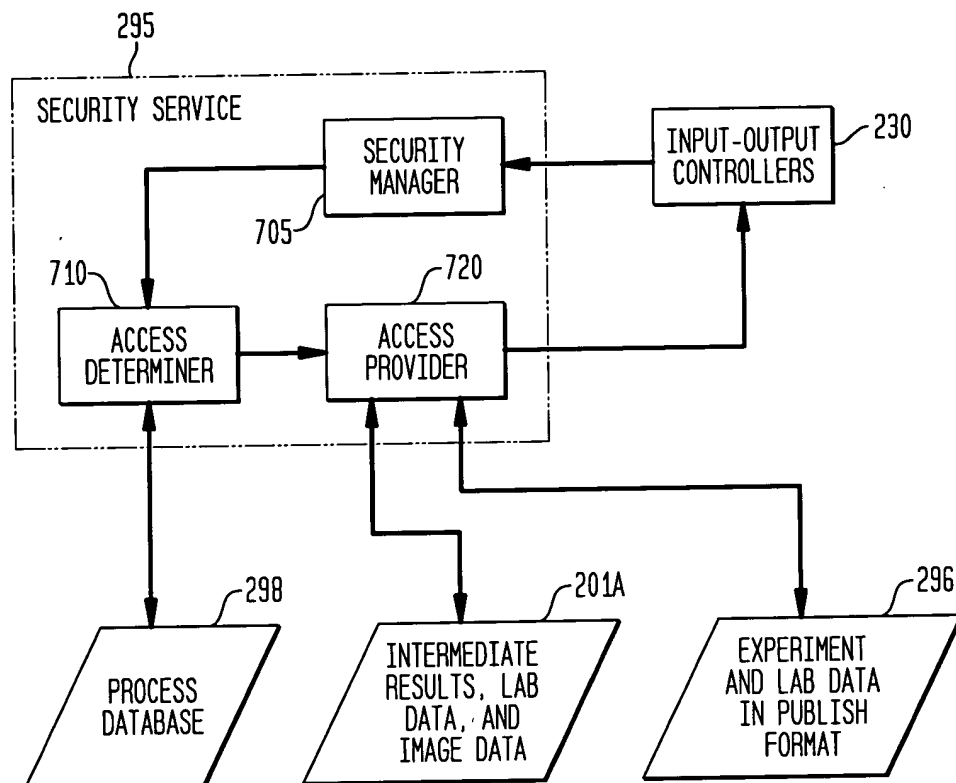 295
SECURITY SERVICE
SECURITY
MANAGER
705
INPUT-OUTPUT
CONTROLLERS
230
710
ACCESS
DETERMINER
720
ACCESS
PROVIDER
298
PROCESS
DATABASE
201A
INTERMEDIATE
RESULTS, LAB
DATA, AND
IMAGE DATA
296
EXPERIMENT
AND LAB DATA
IN PUBLISH
FORMAT